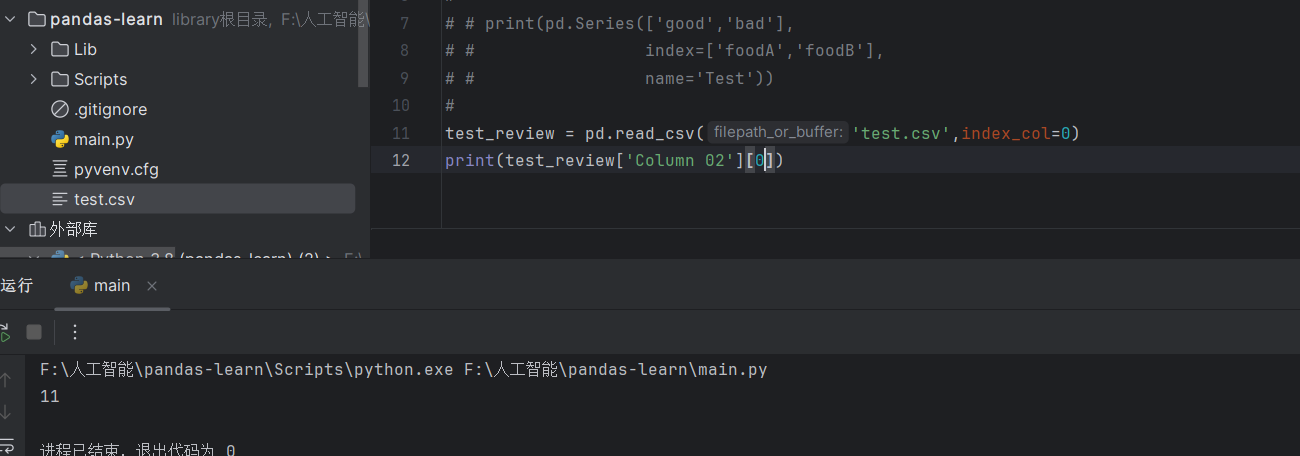 pandas-learn library根目录, F:\人工智能\
Lib
Scripts
.gitignore
main.py
pyvenv.cfg
test.csv
外部库
7 # # print(pd.Series(['good','bad'],
8 # # index=['foodA','foodB'],
9 # # name='Test'))
10 #
11 test_review = pd.read_csv( filepath_or_buffer: 'test.csv',index_col=0)
12 print(test_review['Column 02'][0])
运行 main
F:\人工智能\pandas-learn\Scripts\python.exe F:\人工智能\pandas-learn\main.py
11
进程已结束，退出代码为 0